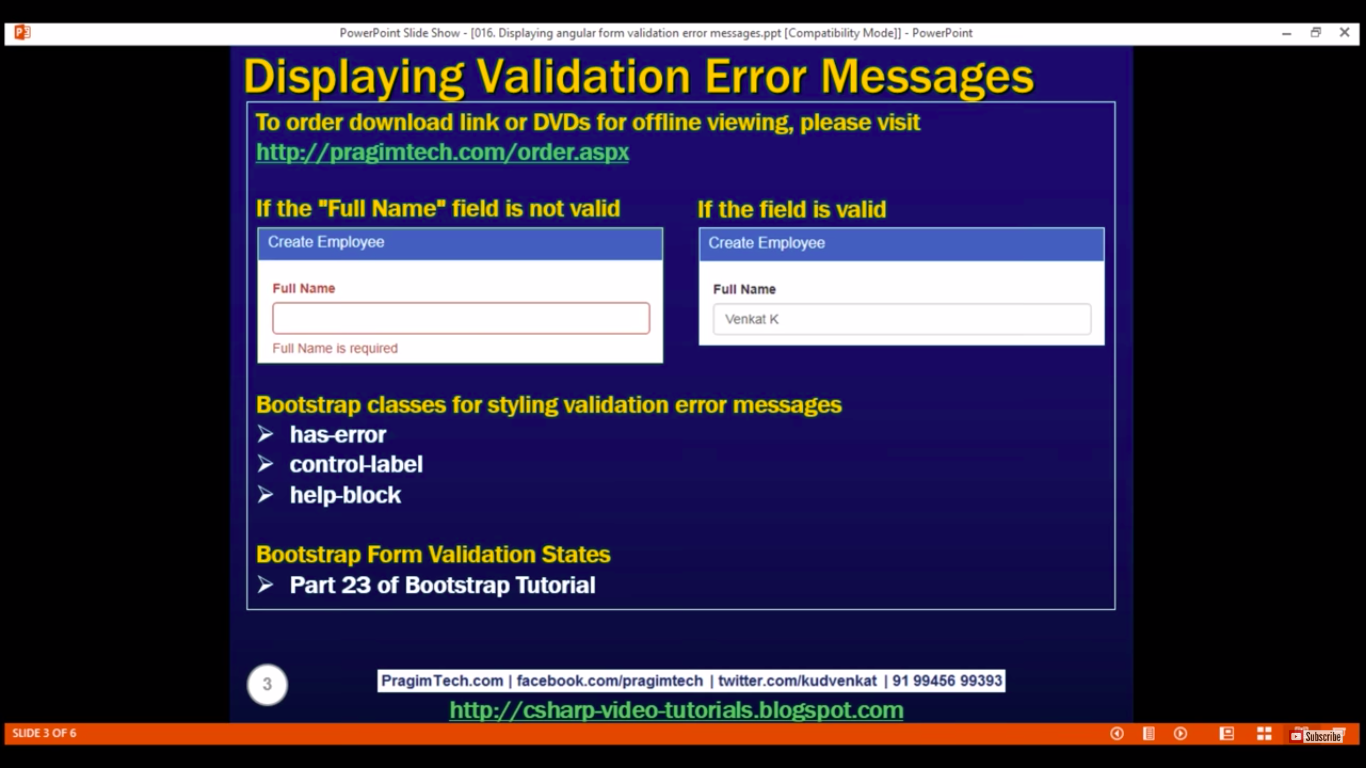 PowerPoint Slide Show - [016. Displaying angular form validation error messages.ppt [Compatibility Mode]] - PowerPoint
Displaying Validation Error Messages
To order download link or DVDs for offline viewing, please visit
http://pragimtech.com/order.aspx
If the "Full Name" field is not valid
Create Employee
Full Name
Full Name is required
If the field is valid
Create Employee
Full Name
Venkat K
Bootstrap classes for styling validation error messages
has-error
control-label
help-block
Bootstrap Form Validation States
Part 23 of Bootstrap Tutorial
3
PragimTech.com | facebook.com/pragimtech | twitter.com/kudvenkat | 91 99456 99393
http://csharp-video-tutorials.blogspot.com
SLIDE 3 OF 6
Subscribe